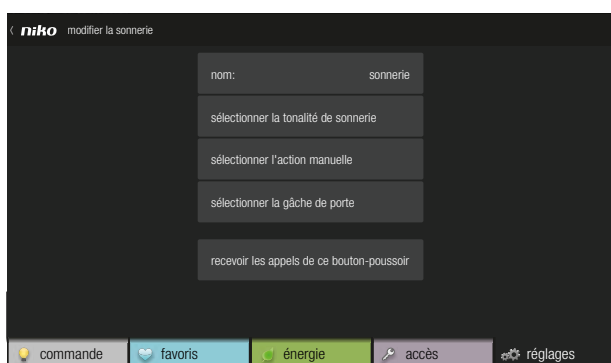 niko modifier la sonnerie
nom: sonnerie
sélectionner la tonalité de sonnerie
sélectionner l'action manuelle
sélectionner la gâche de porte
recevoir les appels de ce bouton-poussoir
commande favoris énergie accès réglages